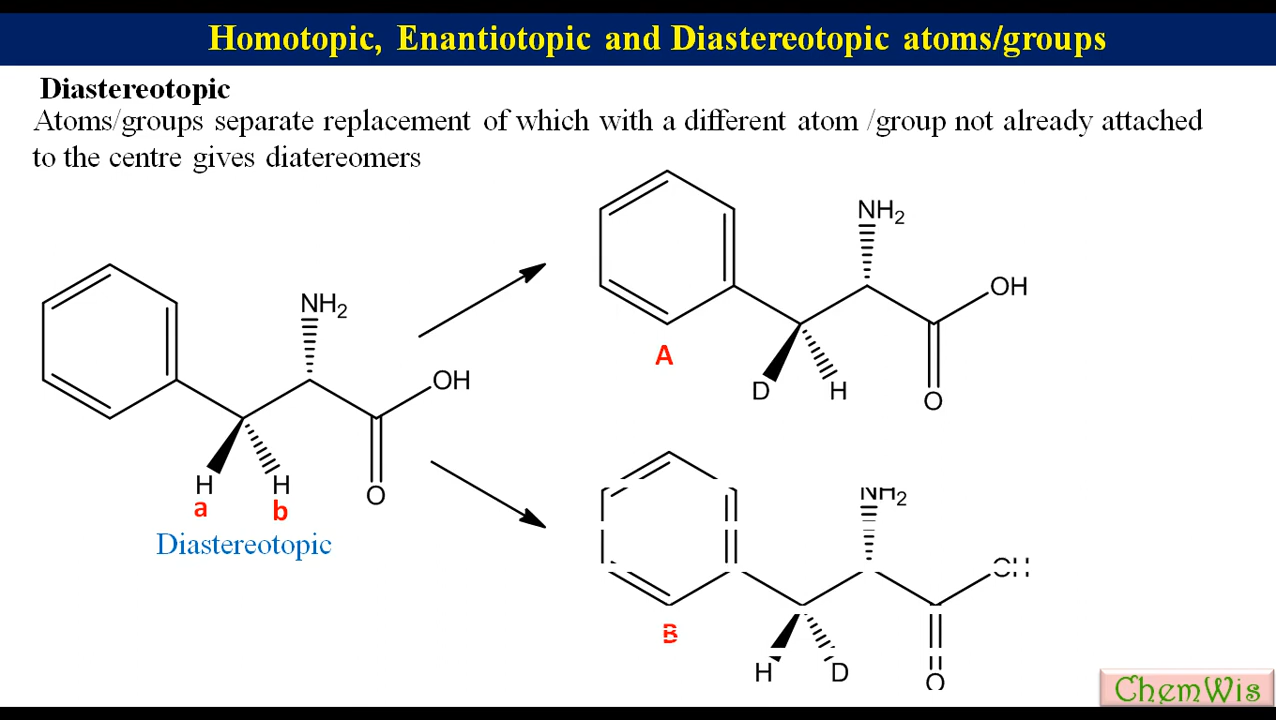 Homotopic, Enantiotopic and Diastereotopic atoms/groups
Diastereotopic
Atoms/groups separate replacement of which with a different atom /group not already attached
to the centre gives diatereomers
NH2
OH
H
H
O
a
b
Diastereotopic
NH2
OH
A
D
H
O
NH2
OH
B
H
D
O
ChemWis